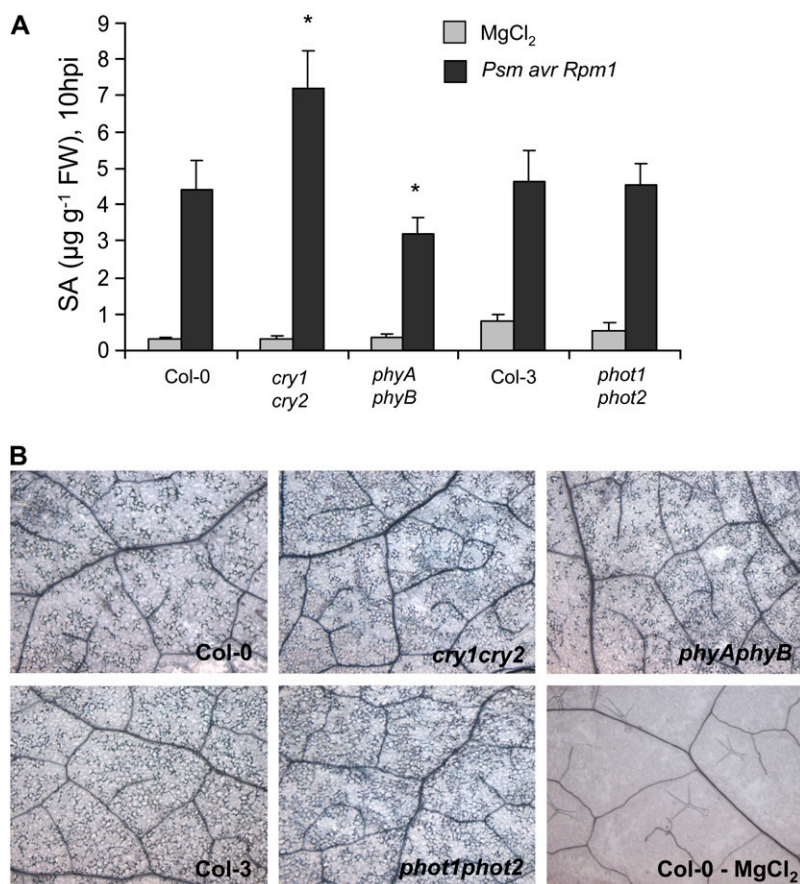 A
SA (µg g⁻¹ FW), 10hpi
9
8
7
6
5
4
3
2
1
0
*
*
MgCl₂
Psm avr Rpm1
Col-0
cry1
cry2
phyA
phyB
Col-3
phot1
phot2
B
Col-0
cry1cry2
phyAphyB
Col-3
phot1phot2
Col-0 - MgCl₂